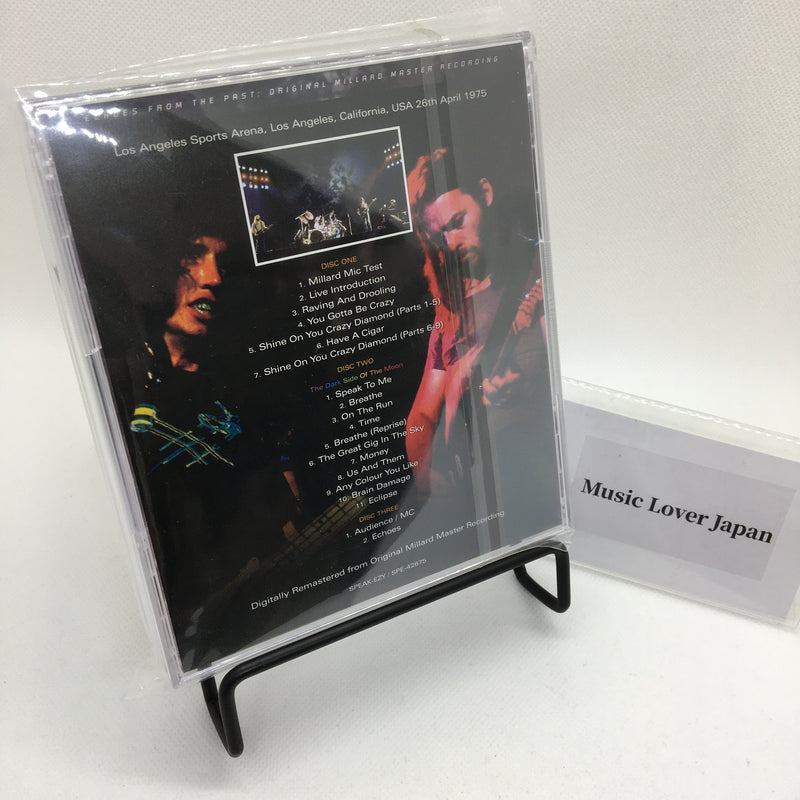 FROM THE PAST: ORIGINAL MILLARD MASTER RECORDING
Los Angeles Sports Arena, Los Angeles, California, USA 26th April 1975
DISC ONE
1. Millard Mic Test
2. Live Introduction
3. Raving And Drooling
4. You Gotta Be Crazy
5. Shine On You Crazy Diamond (Parts 1-5)
6. Have A Cigar
7. Shine On You Crazy Diamond (Parts 6-9)
DISC TWO
The Dark Side Of The Moon
1. Speak To Me
2. Breathe
3. On The Run
4. Time
5. Breathe (Reprise)
6. The Great Gig In The Sky
7. Money
8. Us And Them
9. Any Colour You Like
10. Brain Damage
11. Eclipse
DISC THREE
1. Audience / MC
2. Echoes
Digitally Remastered from Original Millard Master Recording
SPEAK-EZY / SPE-42675
Music Lover Japan